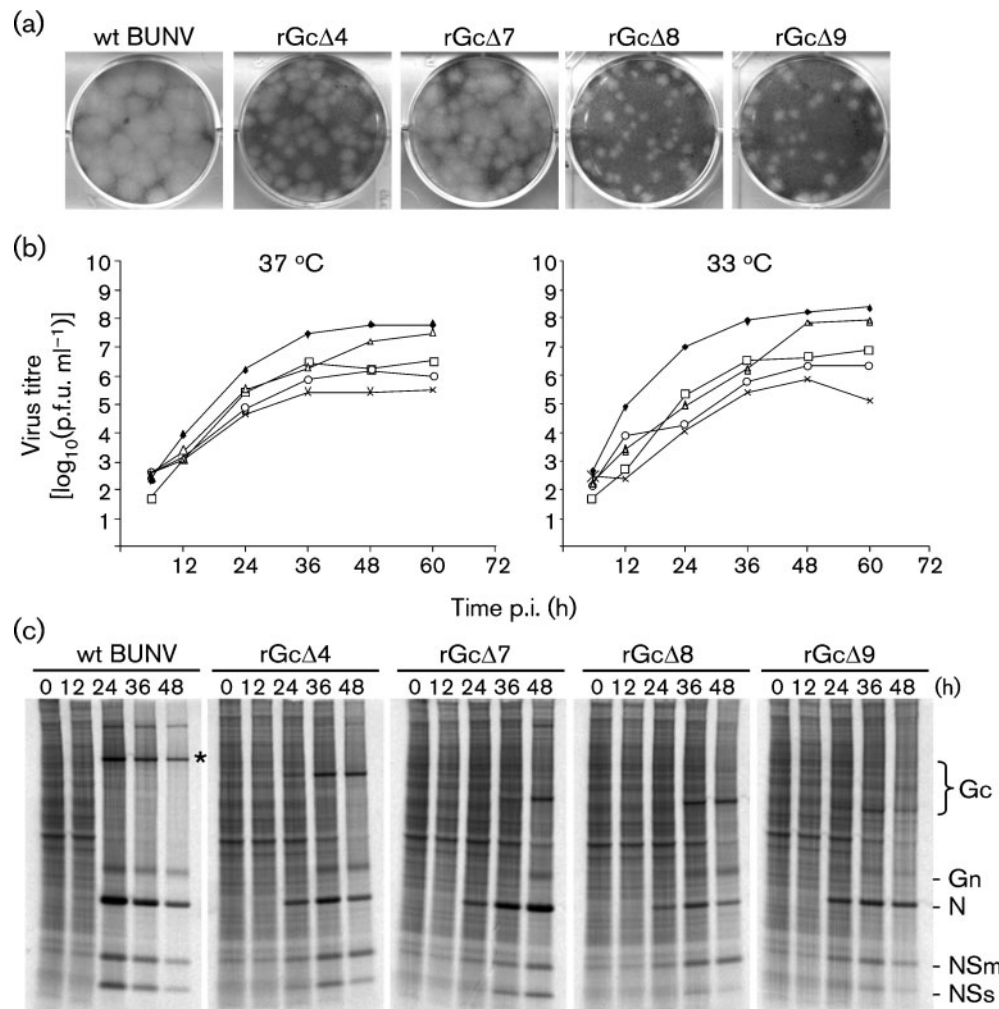 (a)
wt BUNV rGcΔ4 rGcΔ7 rGcΔ8 rGcΔ9
(b)
37 °C 33 °C
Virus titre
[log₁₀(p.f.u. ml⁻¹)]
10
9
8
7
6
5
4
3
2
1
12 24 36 48 60 72
10
9
8
7
6
5
4
3
2
1
12 24 36 48 60 72
Time p.i. (h)
(c)
wt BUNV rGcΔ4 rGcΔ7 rGcΔ8 rGcΔ9
0 12 24 36 48 0 12 24 36 48 0 12 24 36 48 0 12 24 36 48 0 12 24 36 48 (h)
*
Gc
Gn
N
NSm
NSs